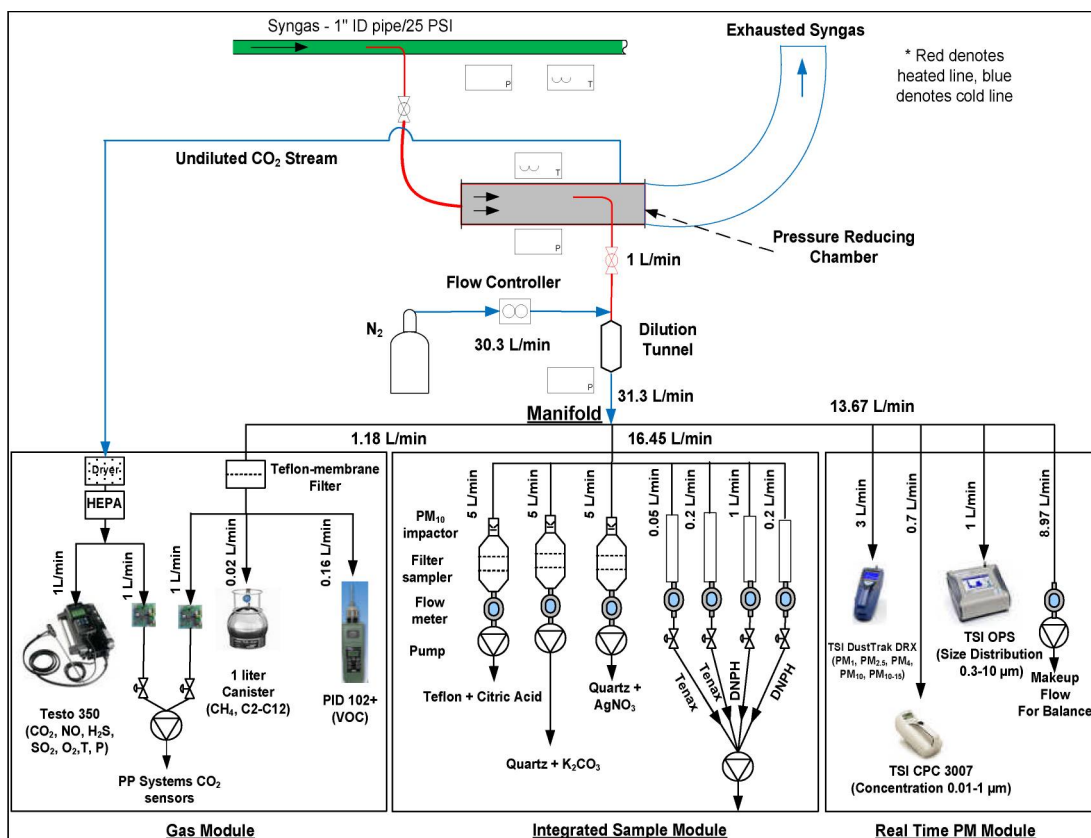 Syngas - 1" ID pipe/25 PSI
Exhausted Syngas
* Red denotes
heated line, blue
denotes cold line
P
T
Undiluted CO₂ Stream
T
P
Pressure Reducing
Chamber
1 L/min
Flow Controller
N₂
30.3 L/min
Dilution
Tunnel
P
31.3 L/min
Manifold
13.67 L/min
1.18 L/min
16.45 L/min
Dryer
HEPA
Teflon-membrane
Filter
1L/min
1 L/min
1 L/min
0.02 L/min
0.16 L/min
Testo 350
(CO₂, NO, H₂S,
SO₂, O₂,T, P)
PP Systems CO₂
sensors
1 liter
Canister
(CH₄, C2-C12)
PID 102+
(VOC)
Gas Module
5 L/min
5 L/min
5 L/min
0.05 L/min
0.2 L/min
1 L/min
0.2 L/min
PM₁₀
impactor
Filter
sampler
Flow
meter
Pump
Teflon + Citric Acid
Quartz + K₂CO₃
Quartz +
AgNO₃
Tenax
Tenax
DNPH
DNPH
Integrated Sample Module
3 L/min
0.7 L/min
1 L/min
8.97 L/min
TSI DustTrak DRX
(PM₁, PM₂.₅, PM₄,
PM₁₀, PM₁₀₋₁₅)
TSI OPS
(Size Distribution
0.3-10 µm)
Makeup
Flow
For Balance
TSI CPC 3007
(Concentration 0.01-1 µm)
Real Time PM Module